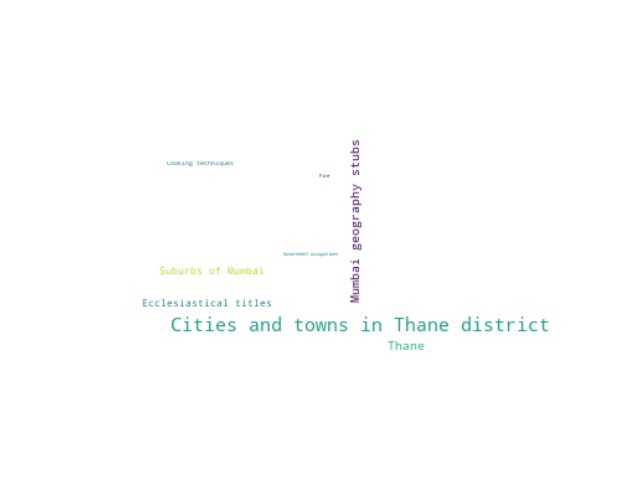 Cooking techniques
Fire
Mumbai geography stubs
Government occupations
Suburbs of Mumbai
Ecclesiastical titles
Cities and towns in Thane district
Thane